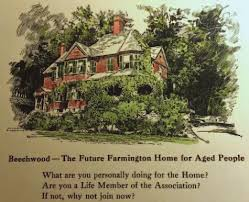 Beechwood — The Future Farmington Home for Aged People
What are you personally doing for the Home?
Are you a Life Member of the Association?
If not, why not join now?